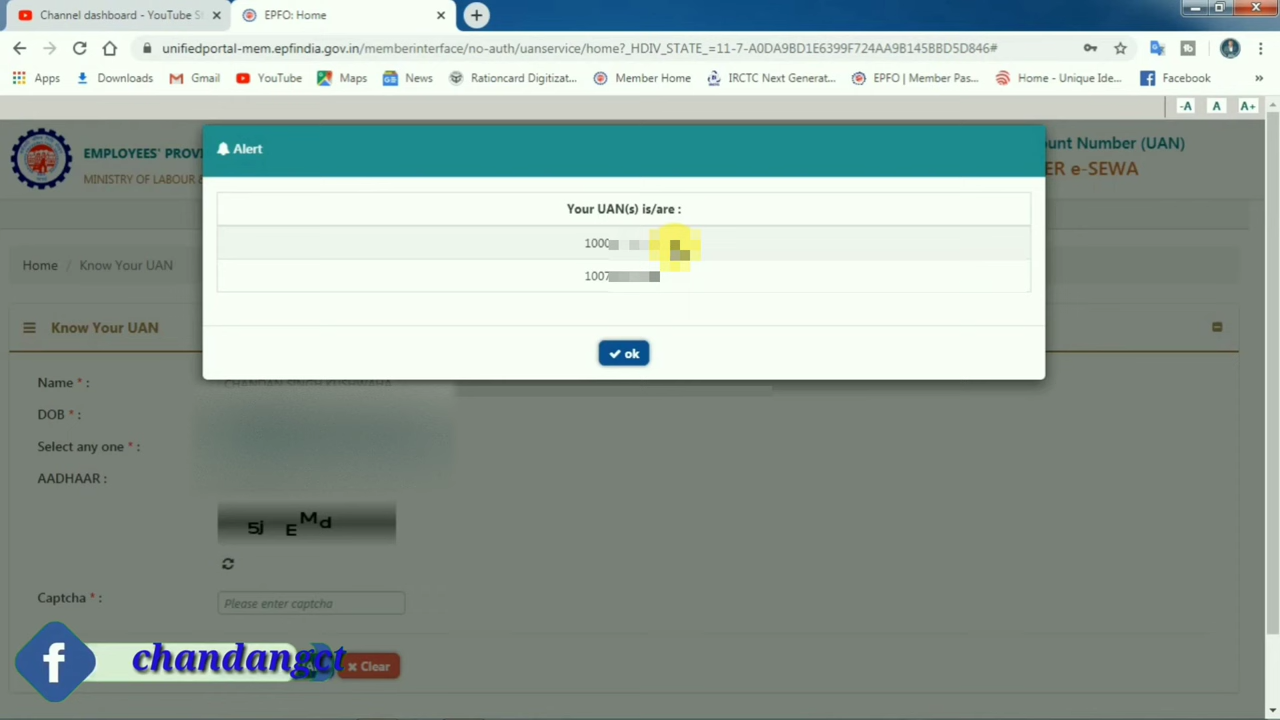 Channel dashboard - YouTube St
EPFO: Home
unifiedportal-mem.epfindia.gov.in/memberinterface/no-auth/uanservice/home?_HDIV_STATE_=11-7-A0DA9BD1E6399F724AA9B145BBD5D846#
Apps Downloads Gmail YouTube Maps News Rationcard Digitizat... Member Home IRCTC Next Generat... EPFO | Member Pas... Home - Unique Ide... Facebook »
-A A A+
Alert
EMPLOYEES' PROVI
ount Number (UAN)
MINISTRY OF LABOUR &
ER e-SEWA
Your UAN(s) is/are :
1000
1007
Home / Know Your UAN
Know Your UAN
ok
Name * :
DOB * :
Select any one * :
AADHAAR :
5j EMd
Captcha * :
Please enter captcha
chandangct
Clear